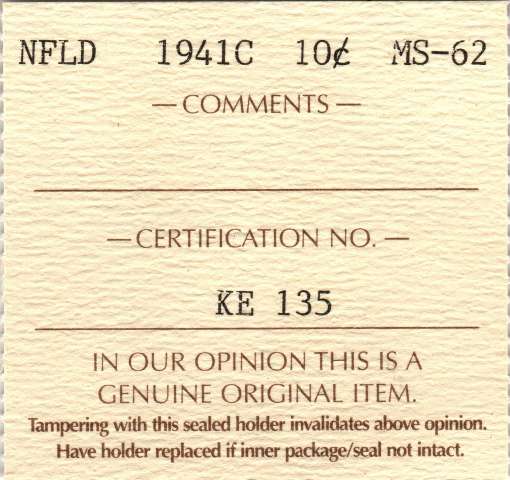 NFLD 1941C 10¢ MS-62
— COMMENTS —
— CERTIFICATION NO. —
KE 135
IN OUR OPINION THIS IS A
GENUINE ORIGINAL ITEM.
Tampering with this sealed holder invalidates above opinion.
Have holder replaced if inner package/seal not intact.